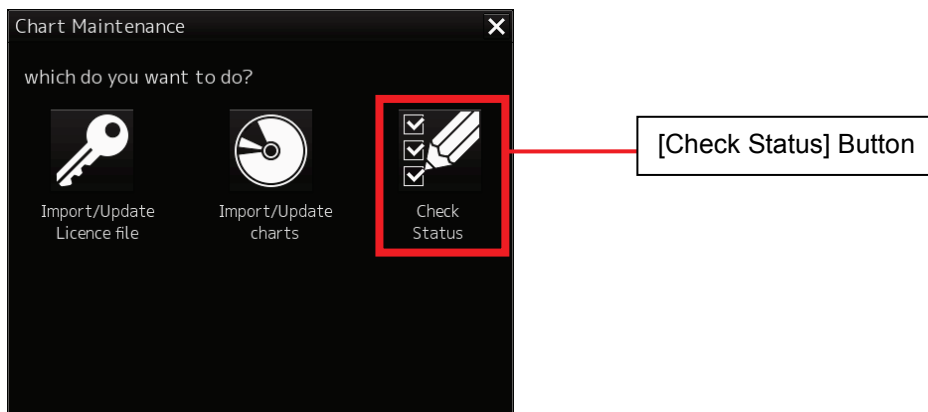 Chart Maintenance
which do you want to do?
Import/Update
Licence file
Import/Update
charts
Check
Status
[Check Status] Button